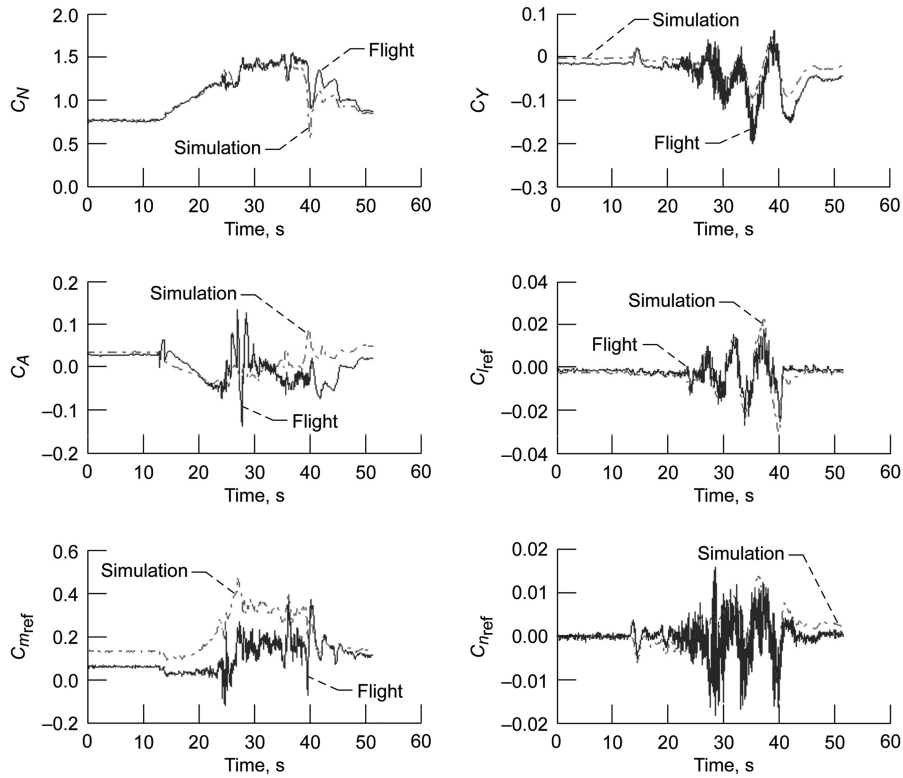 2.0
1.5
1.0
0.5
0.0
C_N
Flight
Simulation
0 10 20 30 40 50 60
Time, s
0.1
0
–0.1
–0.2
–0.3
C_Y
Simulation
Flight
0 10 20 30 40 50 60
Time, s
0.2
0.1
0.0
–0.1
–0.2
C_A
Simulation
Flight
0 10 20 30 40 50 60
Time, s
0.04
0.02
0.00
–0.02
–0.04
C_l_ref
Simulation
Flight
0 10 20 30 40 50 60
Time, s
0.6
0.4
0.2
0.0
–0.2
C_m_ref
Simulation
Flight
0 10 20 30 40 50 60
Time, s
0.02
0.01
0.00
–0.01
–0.02
C_n_ref
Simulation
0 10 20 30 40 50 60
Time, s